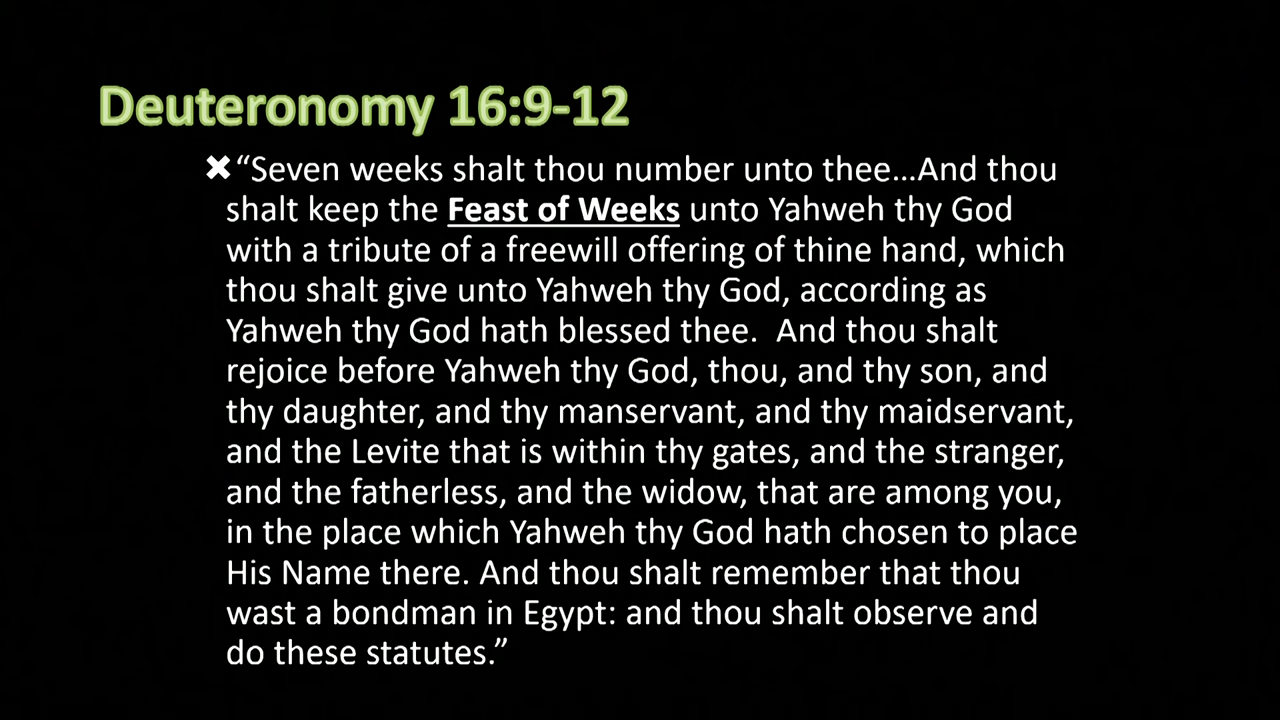 Deuteronomy 16:9-12
✖“Seven weeks shalt thou number unto thee…And thou
shalt keep the Feast of Weeks unto Yahweh thy God
with a tribute of a freewill offering of thine hand, which
thou shalt give unto Yahweh thy God, according as
Yahweh thy God hath blessed thee.  And thou shalt
rejoice before Yahweh thy God, thou, and thy son, and
thy daughter, and thy manservant, and thy maidservant,
and the Levite that is within thy gates, and the stranger,
and the fatherless, and the widow, that are among you,
in the place which Yahweh thy God hath chosen to place
His Name there. And thou shalt remember that thou
wast a bondman in Egypt: and thou shalt observe and
do these statutes.”